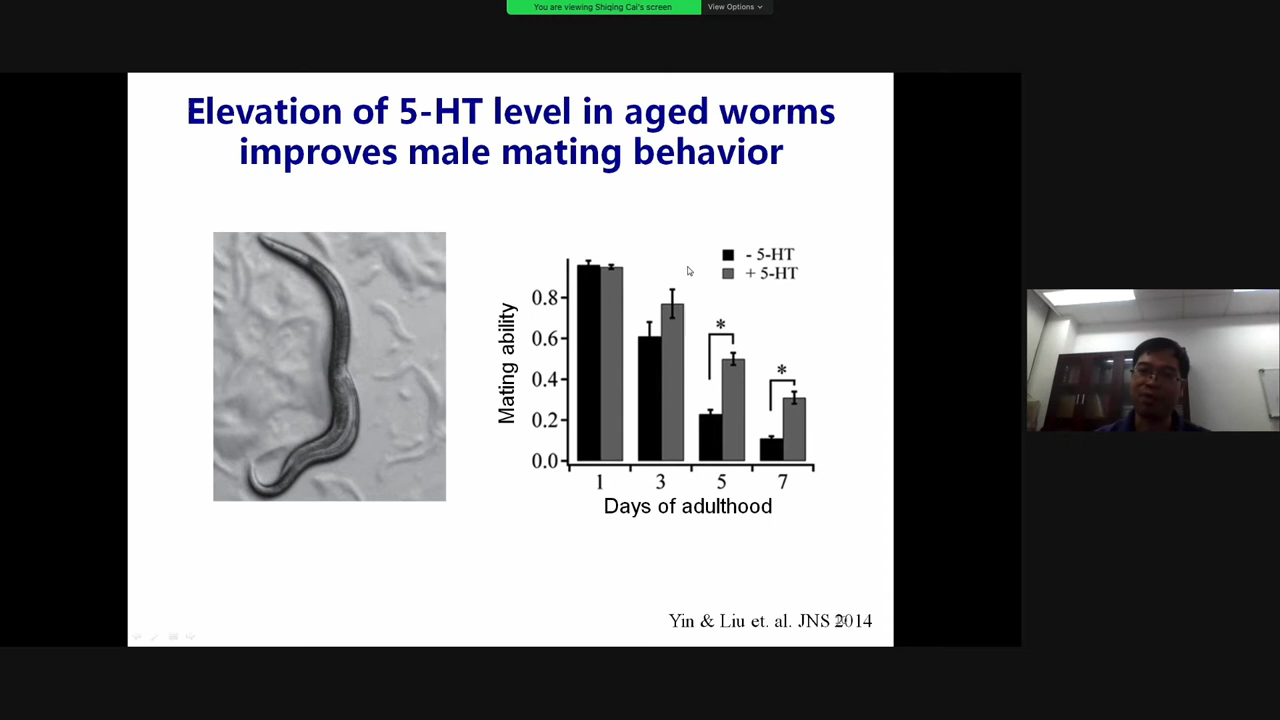 You are viewing Shiqing Cai's screen
View Options
Elevation of 5-HT level in aged worms
improves male mating behavior
- 5-HT
+ 5-HT
Mating ability
0.8
0.6
0.4
0.2
0.0
*
*
1 3 5 7
Days of adulthood
Yin & Liu et. al. JNS 2014